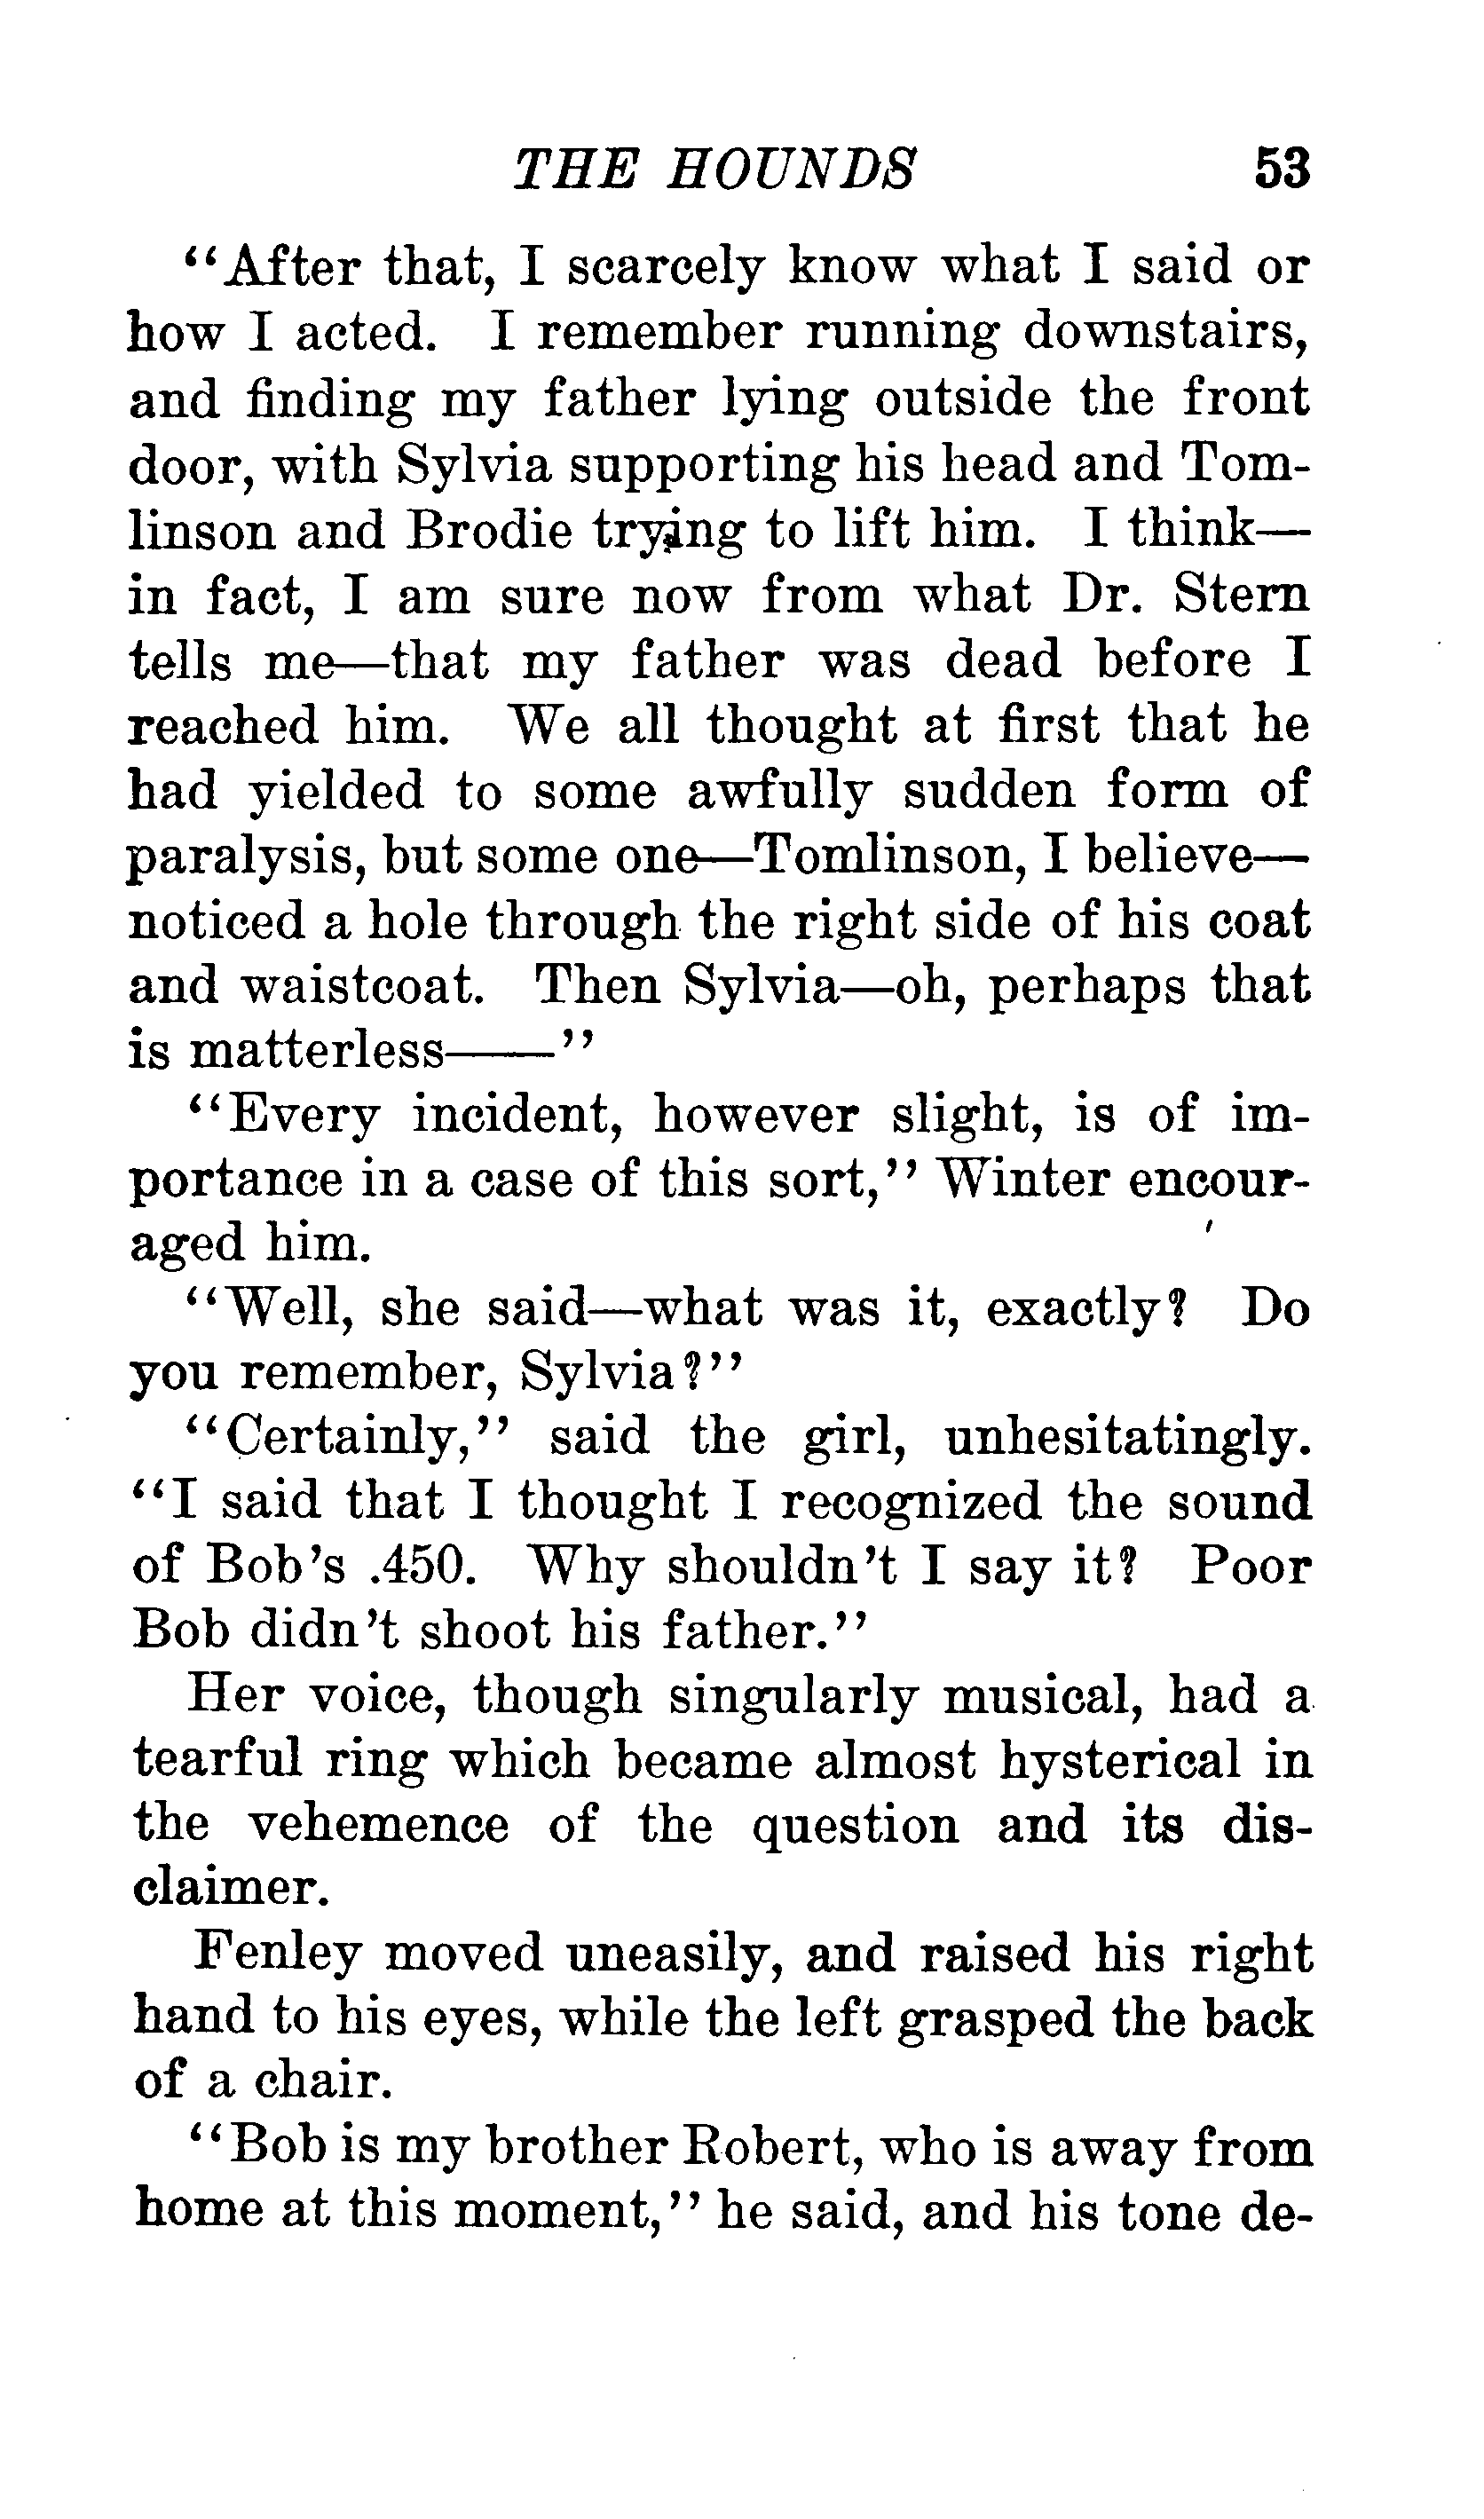 THE HOUNDS 53
"After that, I scarcely know what I said or
how I acted. I remember running downstairs,
and finding my father lying outside the front
door, with Sylvia supporting his head and Tom-
linson and Brodie trying to lift him. I think—
in fact, I am sure now from what Dr. Stern
tells me—that my father was dead before I
reached him. We all thought at first that he
had yielded to some awfully sudden form of
paralysis, but some one—Tomlinson, I believe—
noticed a hole through the right side of his coat
and waistcoat. Then Sylvia—oh, perhaps that
is matterless——"
"Every incident, however slight, is of im-
portance in a case of this sort," Winter encour-
aged him.
"Well, she said—what was it, exactly? Do
you remember, Sylvia?"
"Certainly," said the girl, unhesitatingly.
"I said that I thought I recognized the sound
of Bob's .450. Why shouldn't I say it? Poor
Bob didn't shoot his father."
Her voice, though singularly musical, had a
tearful ring which became almost hysterical in
the vehemence of the question and its dis-
claimer.
Fenley moved uneasily, and raised his right
hand to his eyes, while the left grasped the back
of a chair.
"Bob is my brother Robert, who is away from
home at this moment," he said, and his tone de-